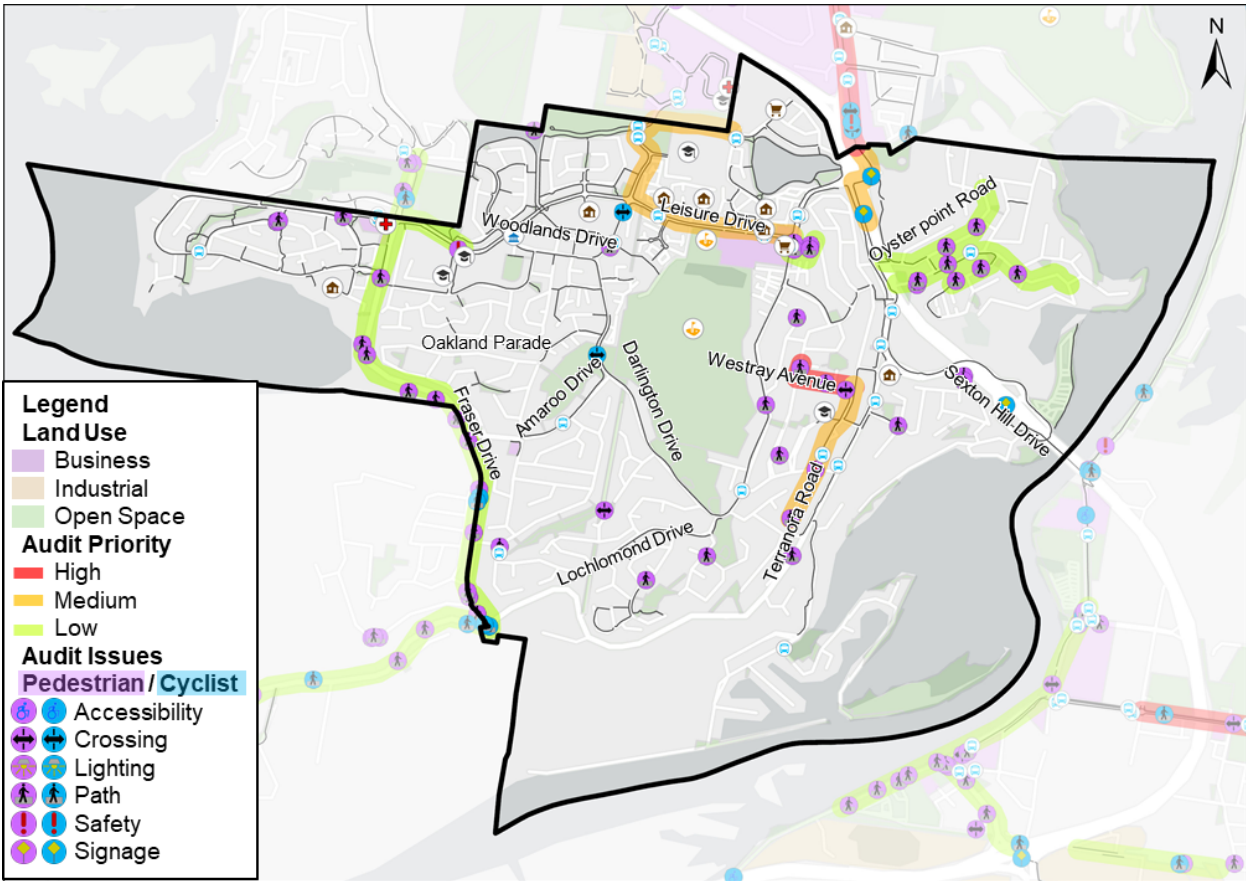 N
Oyster point Road
Leisure Drive
Woodlands Drive
Oakland Parade
Westray Avenue
Sexton Hill Drive
Amaroo Drive
Darlington Drive
Fraser Drive
Terranora Road
Lochlomond Drive
Legend
Land Use
Business
Industrial
Open Space
Audit Priority
High
Medium
Low
Audit Issues
Pedestrian / Cyclist
Accessibility
Crossing
Lighting
Path
Safety
Signage